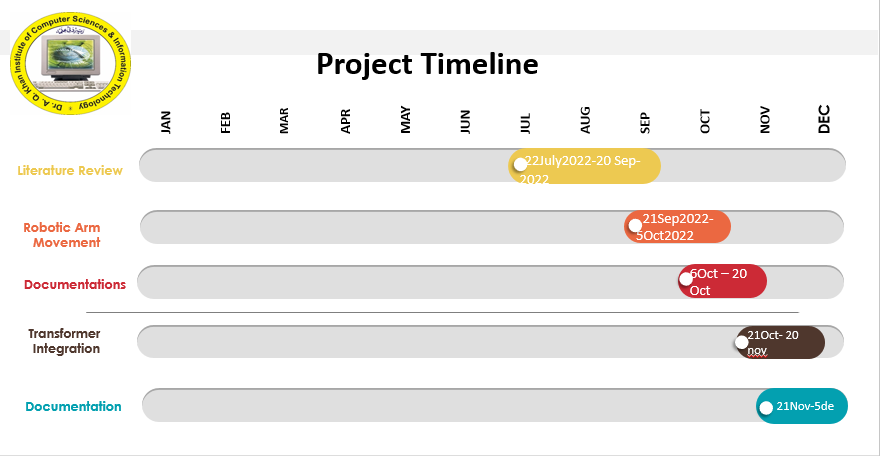 Dr. A. Q. Khan Institute of Computer Sciences & Information Technology
Project Timeline
JAN FEB MAR APR MAY JUN JUL AUG SEP OCT NOV DEC
Literature Review
22July2022-20 Sep-
2022
Robotic Arm
Movement
21Sep2022-
5Oct2022
Documentations
6Oct – 20
Oct
Transformer
Integration
21Oct- 20
nov
Documentation
21Nov-5de